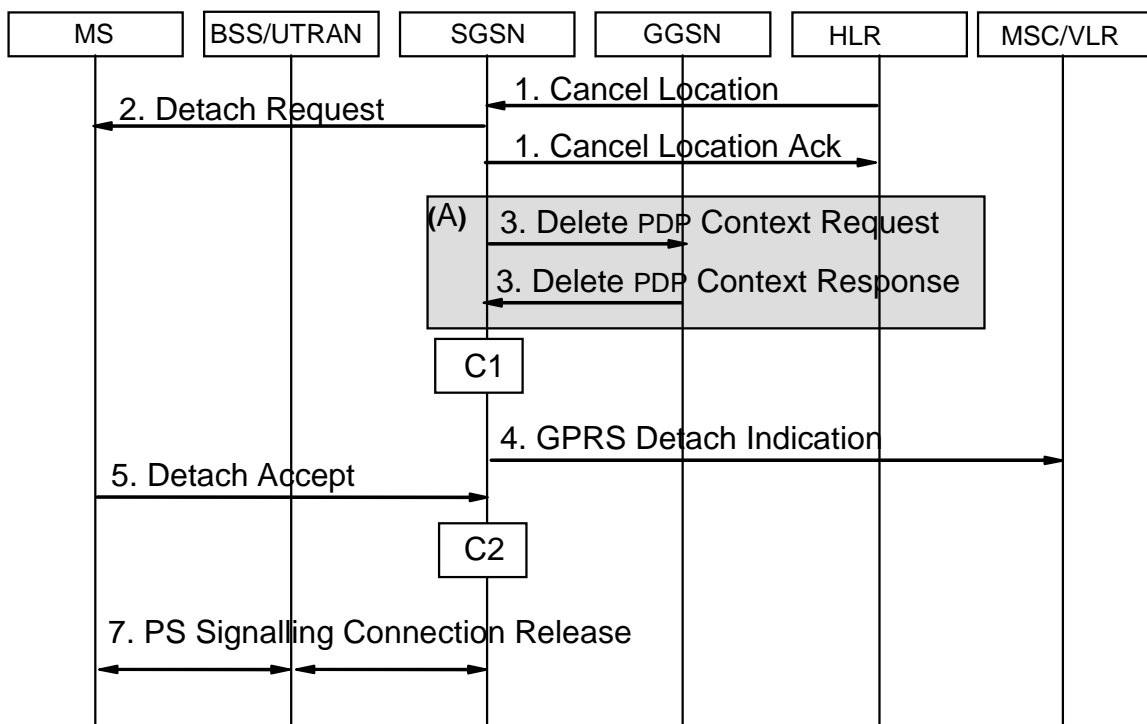 MS BSS/UTRAN SGSN GGSN HLR MSC/VLR
1. Cancel Location
2. Detach Request
1. Cancel Location Ack
(A) 3. Delete PDP Context Request
3. Delete PDP Context Response
C1
4. GPRS Detach Indication
5. Detach Accept
C2
7. PS Signalling Connection Release